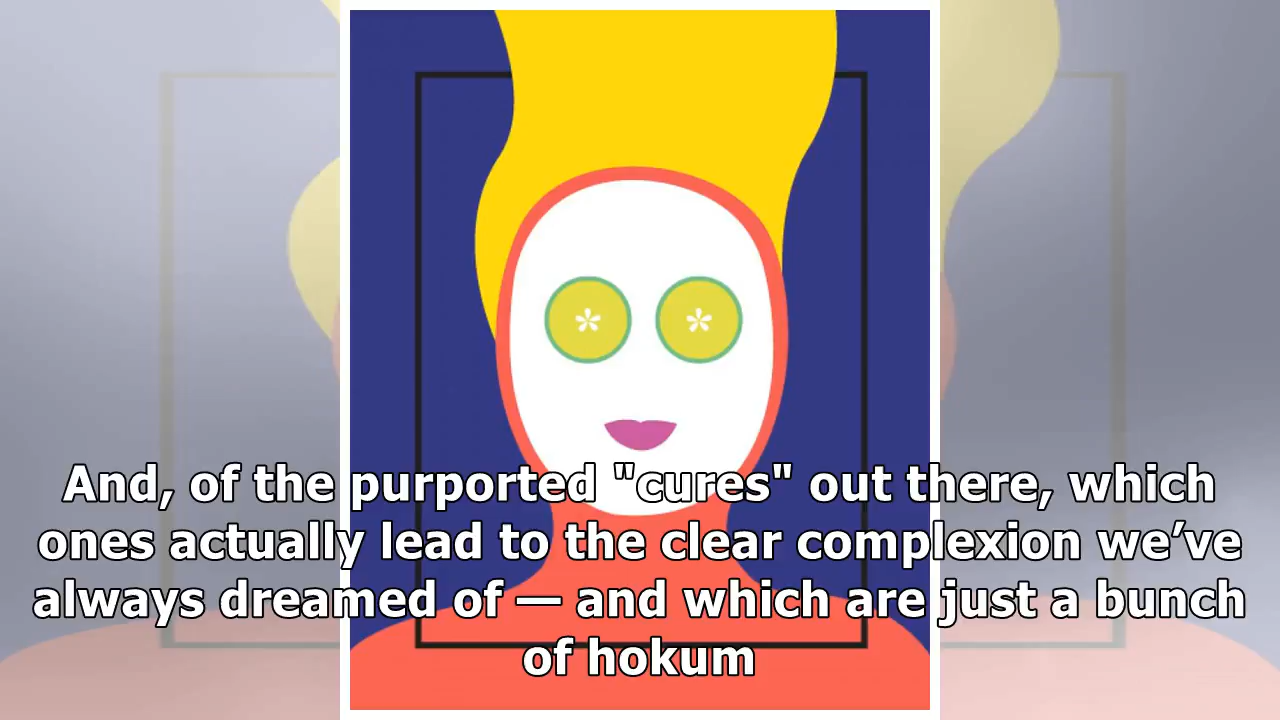 And, of the purported "cures" out there, which
ones actually lead to the clear complexion we’ve
always dreamed of — and which are just a bunch
of hokum